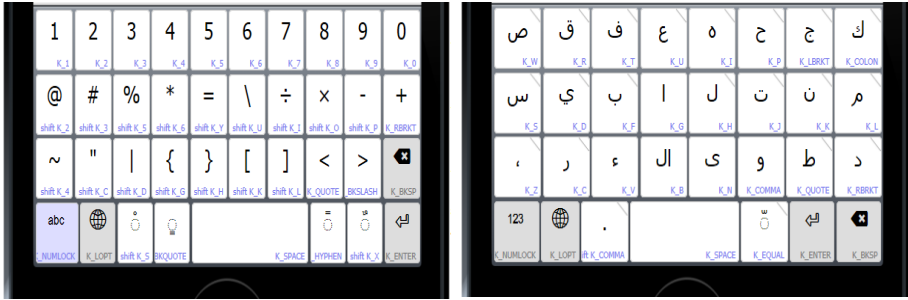 1 2 3 4 5 6 7 8 9 0
K_1 K_2 K_3 K_4 K_5 K_6 K_7 K_8 K_9 K_0
@ # % * = \ ÷ × - +
shift K_2 shift K_3 shift K_5 shift K_6 shift K_Y shift K_U shift K_I shift K_O shift K_P K_RBRKT
~ " | { } [ ] < >
shift K_4 shift K_C shift K_D shift K_G shift K_H shift K_K shift K_L K_QUOTE BKSLASH K_BKSP
abc
_NUMLOCK K_LOPT shift K_S BKQUOTE K_SPACE _HYPHEN shift K_X K_ENTER
ص ق ف ع ه ح ج ك
K_W K_R K_T K_U K_I K_P K_LBRKT K_COLON
س ي ب ا ل ت ن م
K_S K_D K_F K_G K_H K_J K_K K_L
، ر ء ال ى و ط د
K_Z K_C K_V K_B K_N K_COMMA K_QUOTE K_RBRKT
123 .
K_NUMLOCK K_LOPT ift K_COMMA K_SPACE K_EQUAL K_ENTER K_BKSP